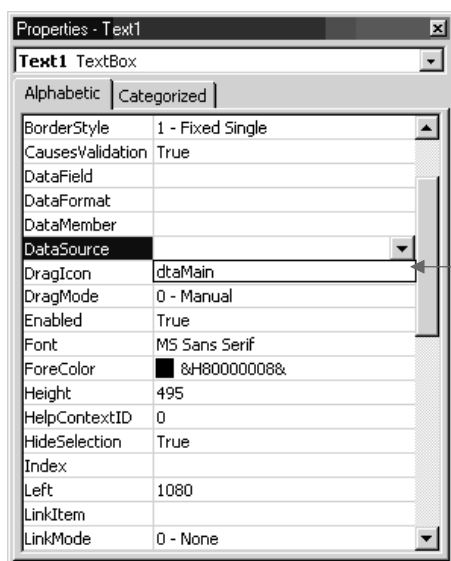 Properties - Text1
Text1 TextBox
Alphabetic Categorized
BorderStyle 1 - Fixed Single
CausesValidation True
DataField
DataFormat
DataMember
DataSource
DragIcon dtaMain
DragMode 0 - Manual
Enabled True
Font MS Sans Serif
ForeColor &H80000008&
Height 495
HelpContextID 0
HideSelection True
Index
Left 1080
LinkItem
LinkMode 0 - None